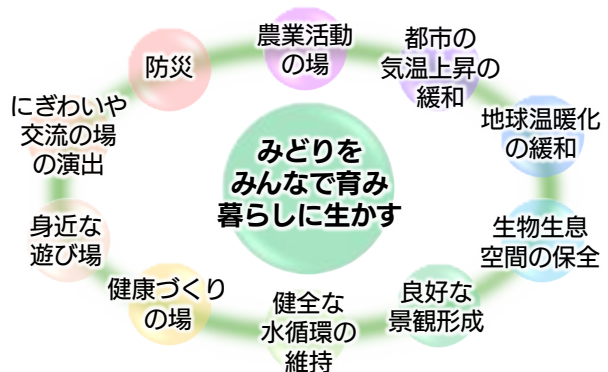 農業活動
の場
都市の
気温上昇の
緩和
地球温暖化
の緩和
生物生息
空間の保全
良好な
景観形成
健全な
水循環の
維持
健康づくり
の場
身近な
遊び場
にぎわいや
交流の場
の演出
防災
みどりを
みんなで育み
暮らしに生かす